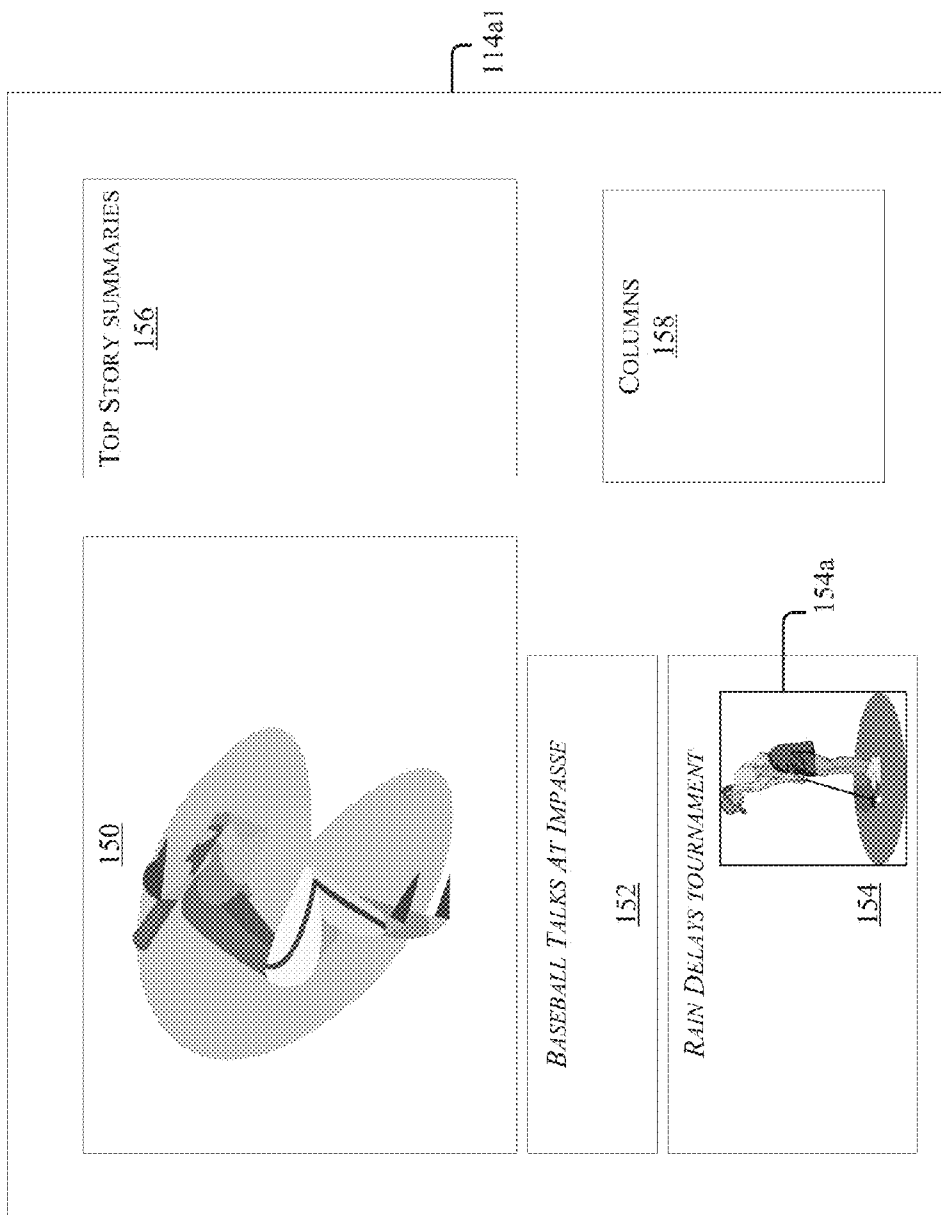 114a1
150
TOP STORY SUMMARIES
156
BASEBALL TALKS AT IMPASSE
152
COLUMNS
158
RAIN DELAYS TOURNAMENT
154
154a